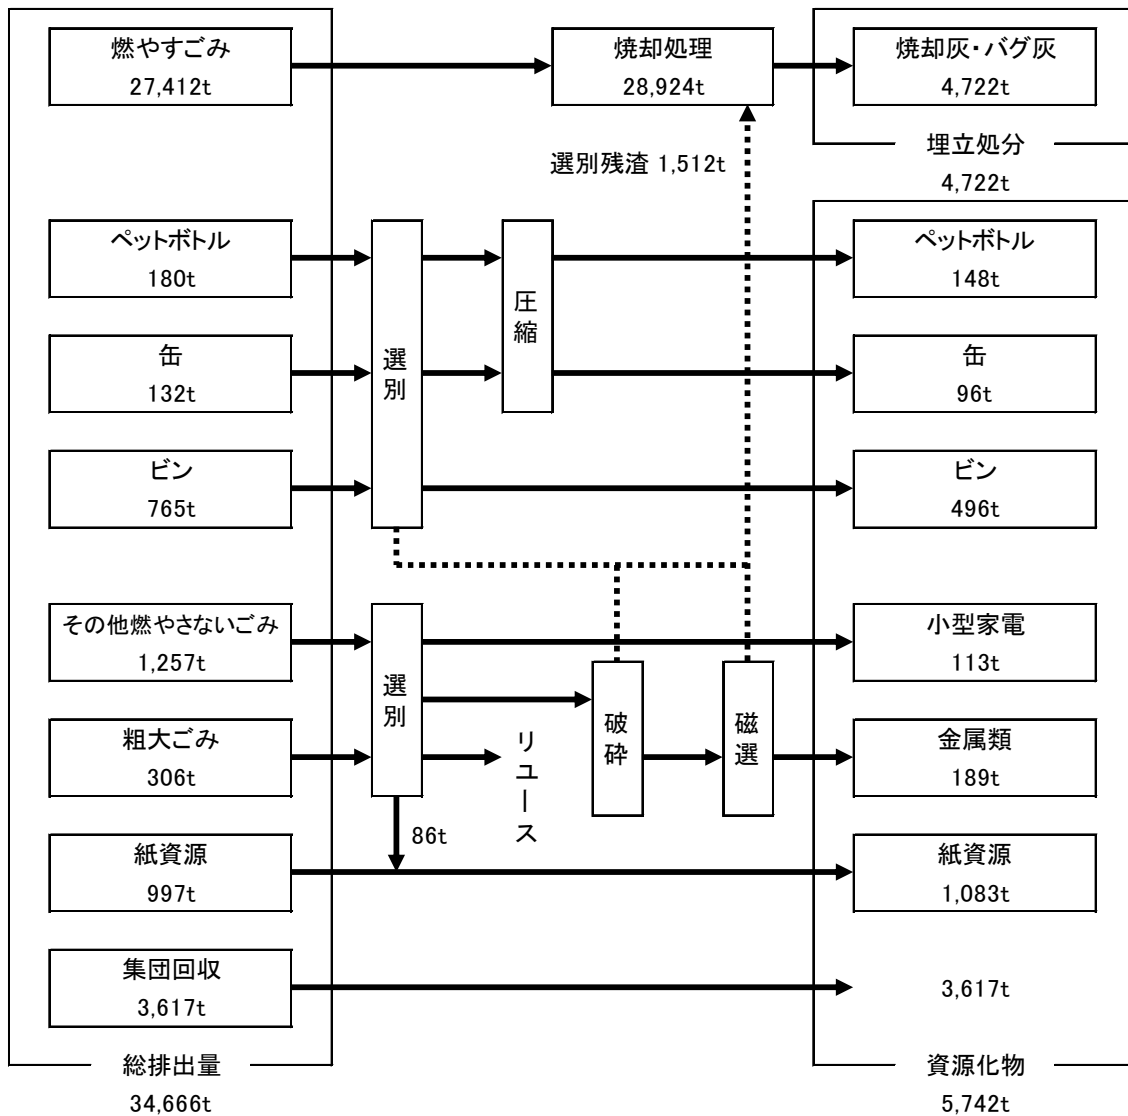 燃やすごみ
27,412t
焼却処理
28,924t
焼却灰・バグ灰
4,722t
埋立処分
4,722t
選別残渣 1,512t
ペットボトル
180t
缶
132t
ビン
765t
選別
圧縮
ペットボトル
148t
缶
96t
ビン
496t
その他燃やさないごみ
1,257t
粗大ごみ
306t
選別
86t
リユース
破砕
磁選
小型家電
113t
金属類
189t
紙資源
997t
紙資源
1,083t
集団回収
3,617t
3,617t
総排出量
34,666t
資源化物
5,742t